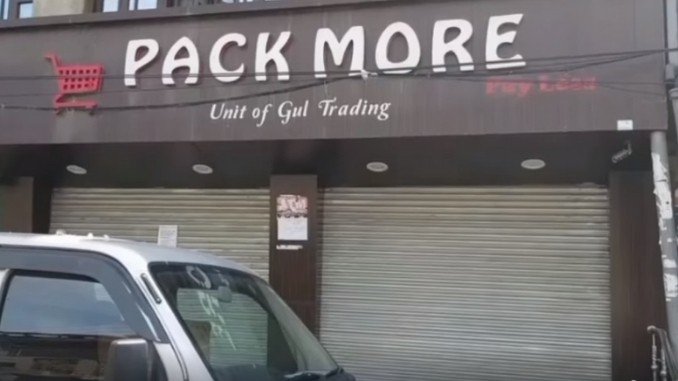 PACK MORE
Pay Less
Unit of Gul Trading